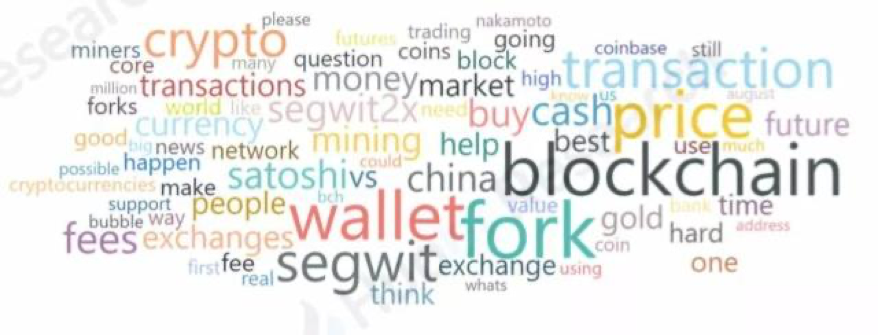 please nakamoto
miners crypto futures trading going coinbase still
core many question coins block
million transactions money market high transaction
forks world like segwit2x need buy cash know us price august future
good big news currency network mining help best use much
possible happen could
cryptocurrencies make satoshi vs china blockchain
support people bch wallet fork value gold bank time
bubble way coin hard address
fees exchanges
first fee segwit exchange using one
real think whats